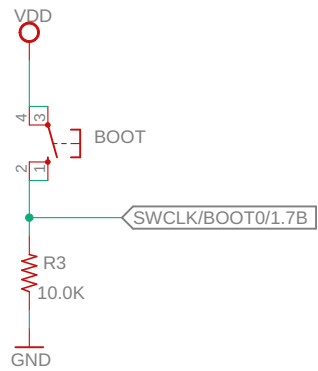 VDD
4 3
BOOT
2 1
SWCLK/BOOT0/1.7B
R3
10.0K
GND